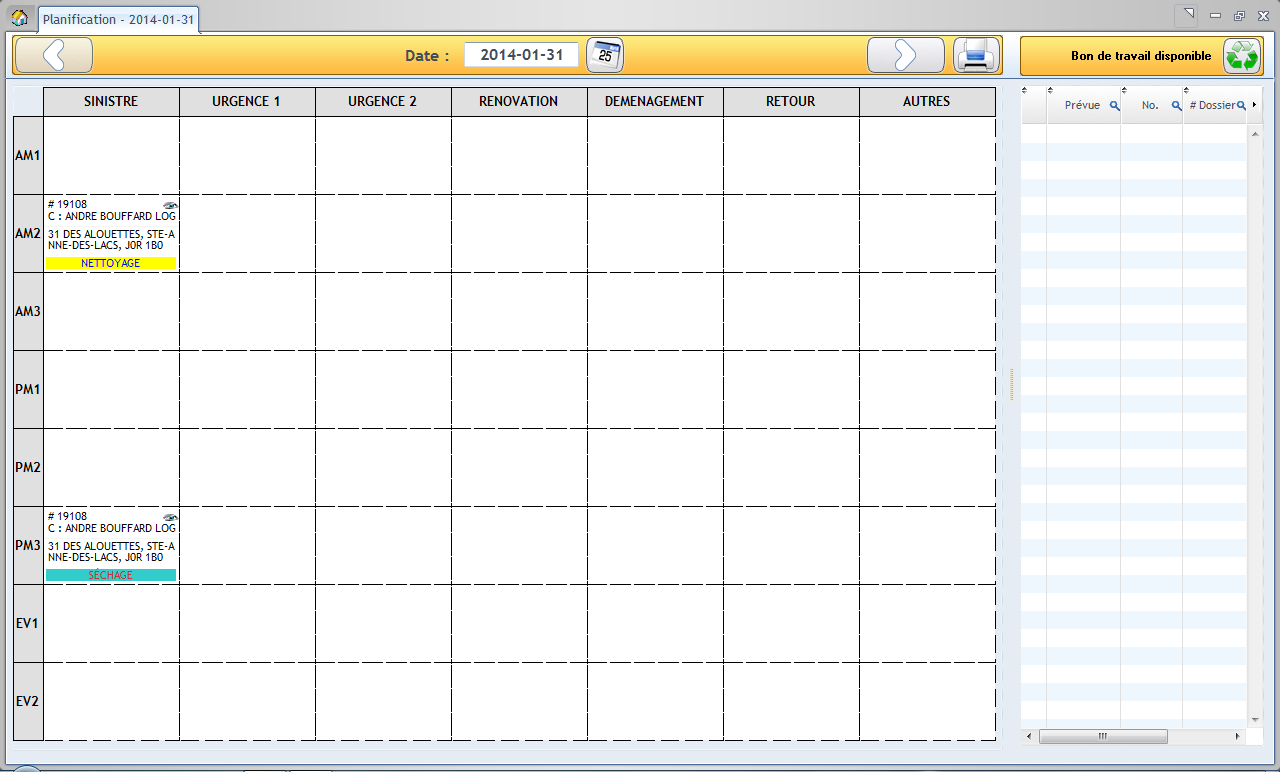 Planification - 2014-01-31
Date : 2014-01-31 25
Bon de travail disponible
SINISTRE URGENCE 1 URGENCE 2 RENOVATION DEMENAGEMENT RETOUR AUTRES
Prévue No. # Dossier
AM1
AM2
# 19108
C : ANDRE BOUFFARD LOG
31 DES ALOUETTES, STE-A
NNE-DES-LACS, J0R 1B0
NETTOYAGE
AM3
PM1
PM2
PM3
# 19108
C : ANDRE BOUFFARD LOG
31 DES ALOUETTES, STE-A
NNE-DES-LACS, J0R 1B0
SÉCHAGE
EV1
EV2